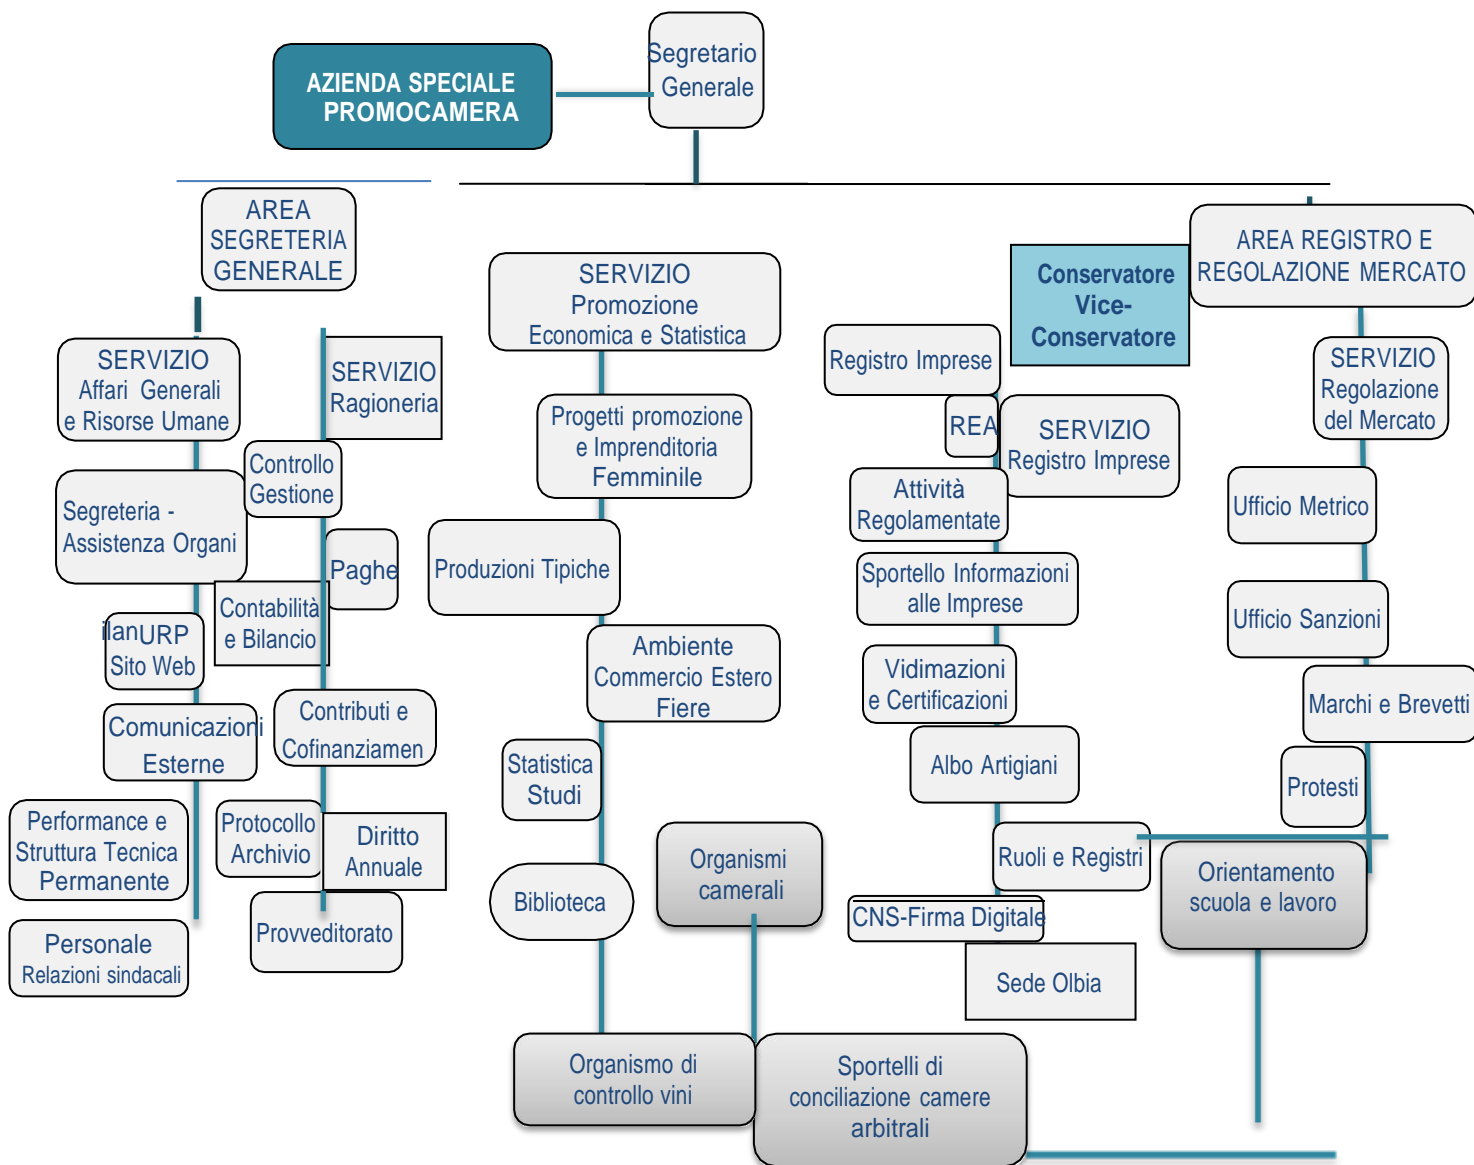 Segretario
Generale
AZIENDA SPECIALE
PROMOCAMERA
AREA
SEGRETERIA
GENERALE
SERVIZIO
Affari Generali
e Risorse Umane
SERVIZIO
Ragioneria
Controllo
Gestione
Segreteria -
Assistenza Organi
Paghe
Contabilità
e Bilancio
ilanURP
Sito Web
Comunicazioni
Esterne
Contributi e
Cofinanziamen
Performance e
Struttura Tecnica
Permanente
Protocollo
Archivio
Diritto
Annuale
Personale
Relazioni sindacali
Provveditorato
SERVIZIO
Promozione
Economica e Statistica
Progetti promozione
e Imprenditoria
Femminile
Produzioni Tipiche
Ambiente
Commercio Estero
Fiere
Statistica
Studi
Biblioteca
Organismi
camerali
Organismo di
controllo vini
Sportelli di
conciliazione camere
arbitrali
AREA REGISTRO E
REGOLAZIONE MERCATO
Conservatore
Vice-
Conservatore
Registro Imprese
REA
SERVIZIO
Registro Imprese
Attività
Regolamentate
Sportello Informazioni
alle Imprese
Vidimazioni
e Certificazioni
Albo Artigiani
Ruoli e Registri
CNS-Firma Digitale
Sede Olbia
SERVIZIO
Regolazione
del Mercato
Ufficio Metrico
Ufficio Sanzioni
Marchi e Brevetti
Protesti
Orientamento
scuola e lavoro